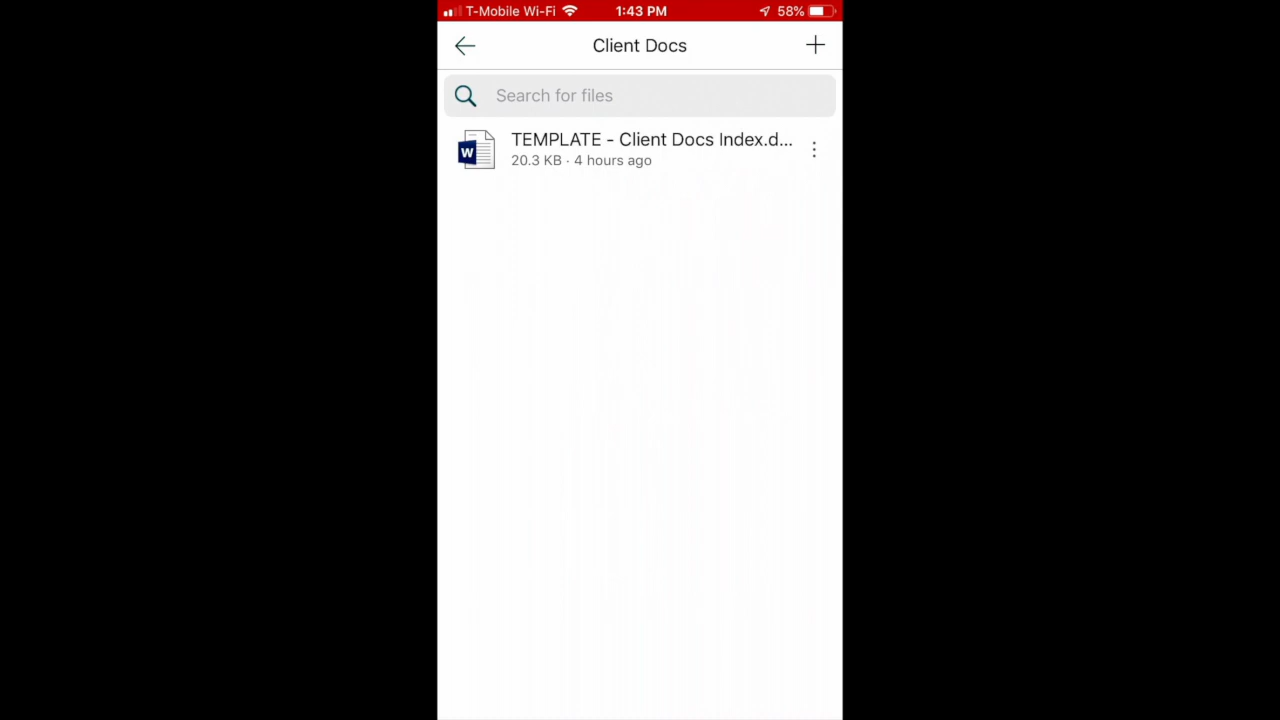 T-Mobile Wi-Fi 1:43 PM 58%
Client Docs
Search for files
W TEMPLATE - Client Docs Index.d...
20.3 KB · 4 hours ago